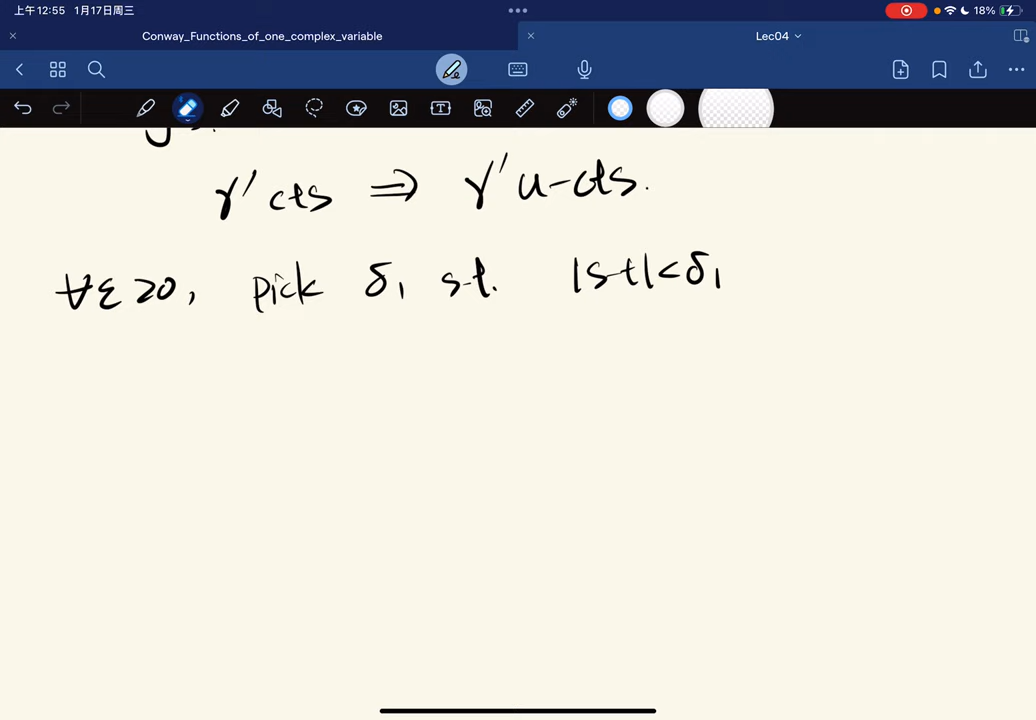 上午12:55 1月17日周三 18%
Conway_Functions_of_one_complex_variable Lec04
γ' cts ⇒ γ' u-cts.
∀ε>0, pick δ₁ s.t. |s-t|<δ₁